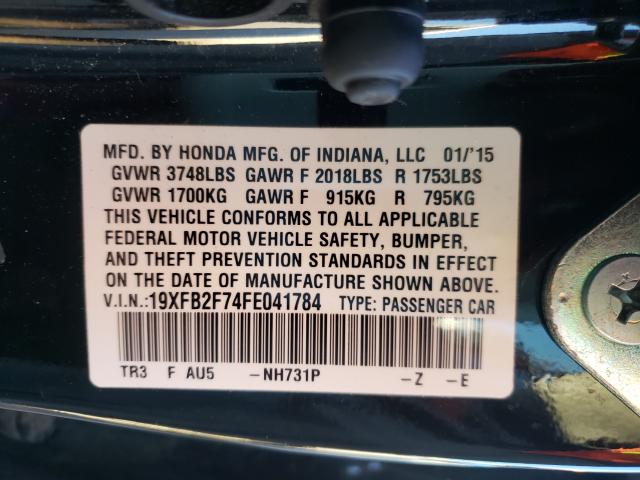 MFD. BY HONDA MFG. OF INDIANA, LLC 01/'15
GVWR 3748LBS GAWR F 2018LBS R 1753LBS
GVWR 1700KG GAWR F 915KG R 795KG
THIS VEHICLE CONFORMS TO ALL APPLICABLE
FEDERAL MOTOR VEHICLE SAFETY, BUMPER,
AND THEFT PREVENTION STANDARDS IN EFFECT
ON THE DATE OF MANUFACTURE SHOWN ABOVE.
V.I.N.:19XFB2F74FE041784 TYPE: PASSENGER CAR
TR3 F AU5 -NH731P -Z -E